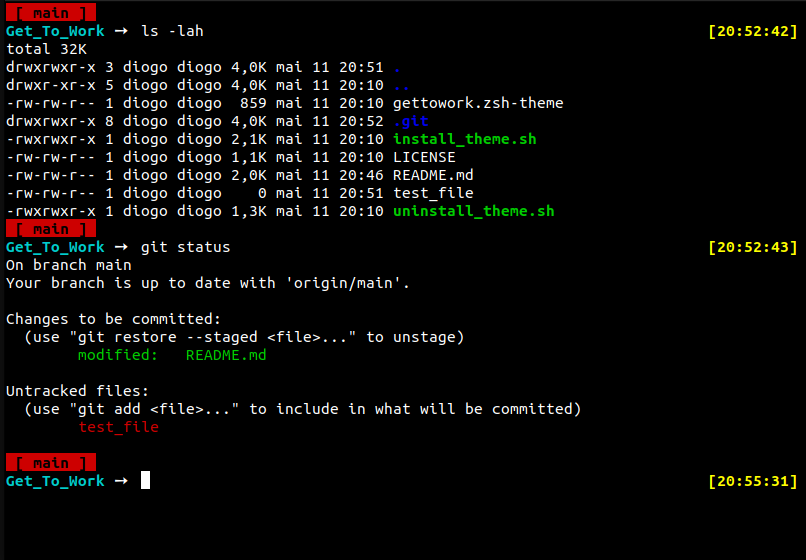 [ main ]
Get_To_Work → ls -lah [20:52:42]
total 32K
drwxrwxr-x 3 diogo diogo 4,0K mai 11 20:51 .
drwxr-xr-x 5 diogo diogo 4,0K mai 11 20:10 ..
-rw-rw-r-- 1 diogo diogo  859 mai 11 20:10 gettowork.zsh-theme
drwxrwxr-x 8 diogo diogo 4,0K mai 11 20:52 .git
-rwxrwxr-x 1 diogo diogo 2,1K mai 11 20:10 install_theme.sh
-rw-rw-r-- 1 diogo diogo 1,1K mai 11 20:10 LICENSE
-rw-rw-r-- 1 diogo diogo 2,0K mai 11 20:46 README.md
-rw-rw-r-- 1 diogo diogo    0 mai 11 20:51 test_file
-rwxrwxr-x 1 diogo diogo 1,3K mai 11 20:10 uninstall_theme.sh
[ main ]
Get_To_Work → git status [20:52:43]
On branch main
Your branch is up to date with 'origin/main'.
Changes to be committed:
  (use "git restore --staged <file>..." to unstage)
        modified:   README.md
Untracked files:
  (use "git add <file>..." to include in what will be committed)
        test_file
[ main ]
Get_To_Work → [20:55:31]